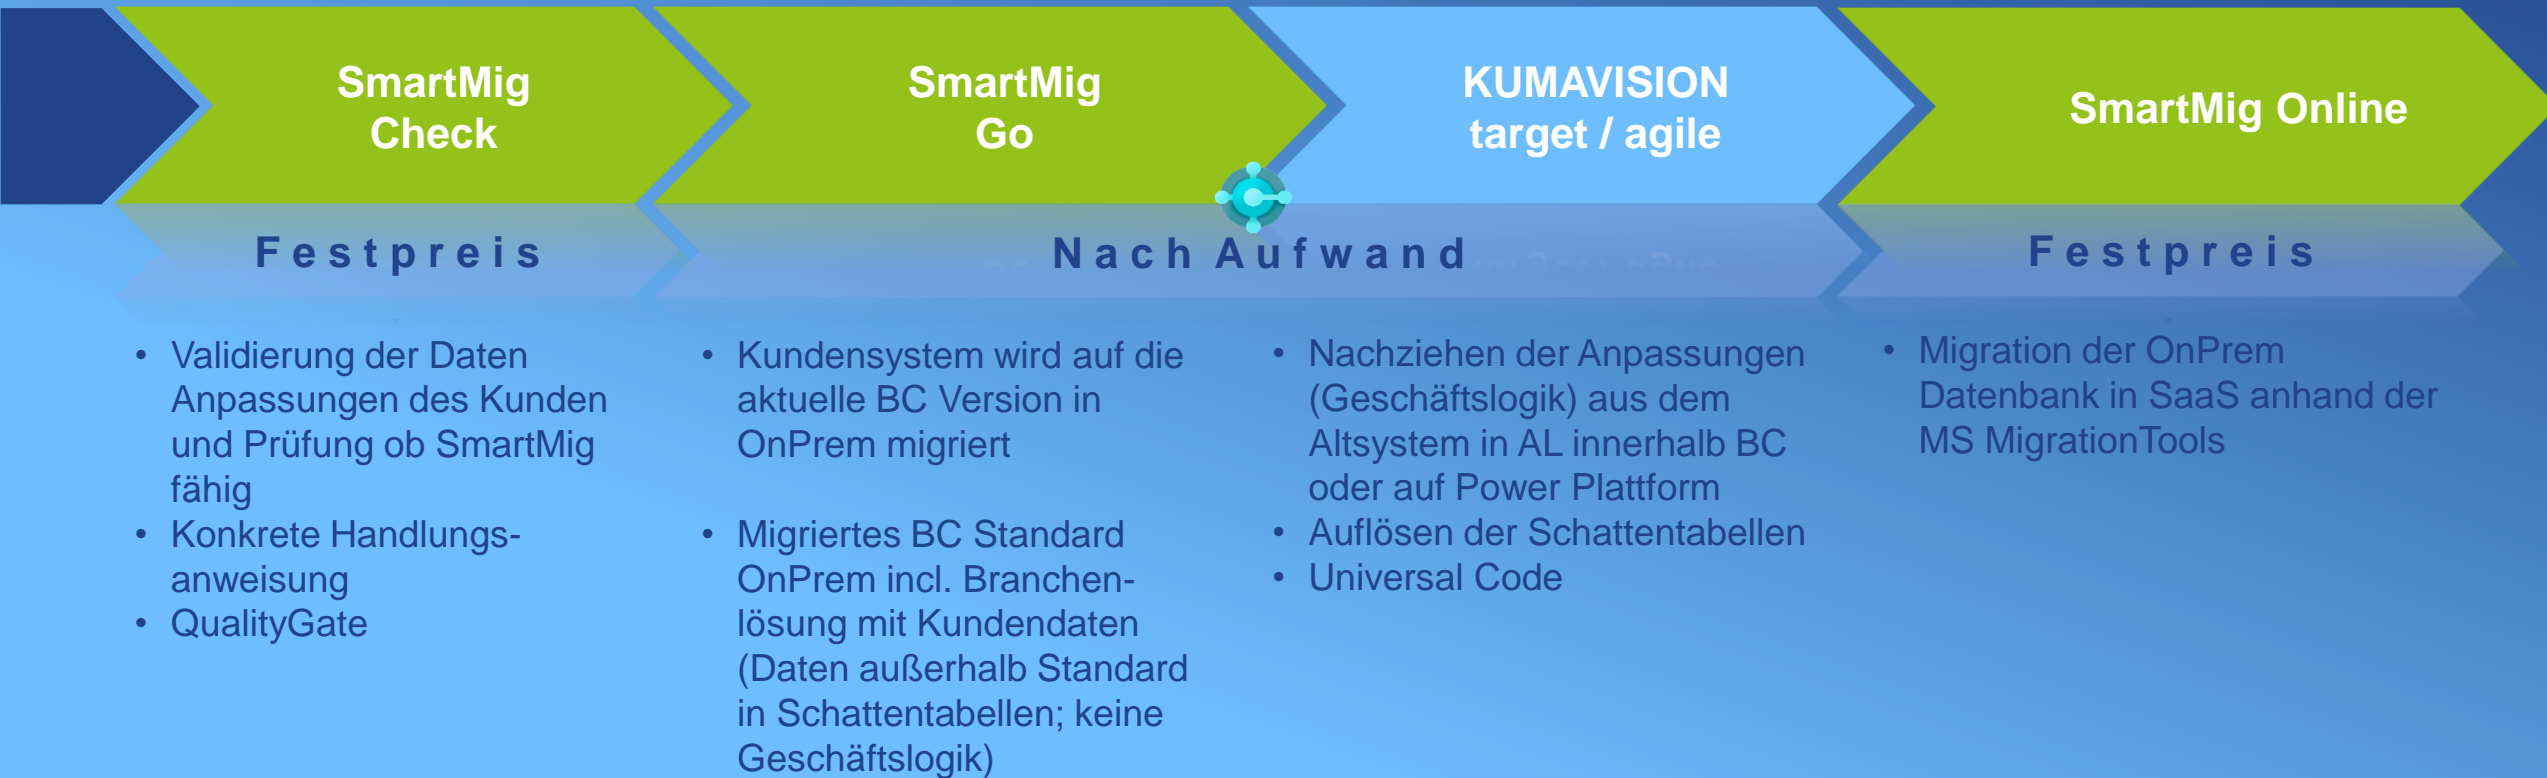 SmartMig
Check
SmartMig
Go
KUMAVISION
target / agile
SmartMig Online
Festpreis
Nach Aufwand
Festpreis
• Validierung der Daten
Anpassungen des Kunden
und Prüfung ob SmartMig
fähig
• Konkrete Handlungs-
anweisung
• QualityGate
• Kundensystem wird auf die
aktuelle BC Version in
OnPrem migriert
• Migriertes BC Standard
OnPrem incl. Branchen-
lösung mit Kundendaten
(Daten außerhalb Standard
in Schattentabellen; keine
Geschäftslogik)
• Nachziehen der Anpassungen
(Geschäftslogik) aus dem
Altsystem in AL innerhalb BC
oder auf Power Plattform
• Auflösen der Schattentabellen
• Universal Code
• Migration der OnPrem
Datenbank in SaaS anhand der
MS MigrationTools